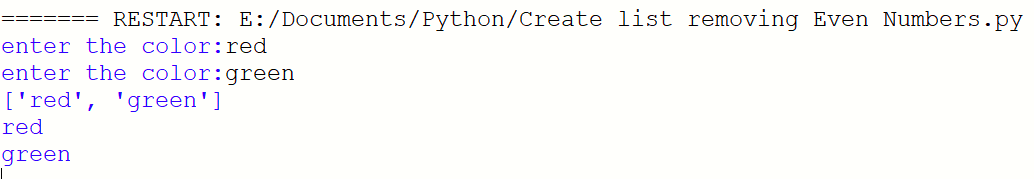 ======= RESTART: E:/Documents/Python/Create list removing Even Numbers.py
enter the color:red
enter the color:green
['red', 'green']
red
green